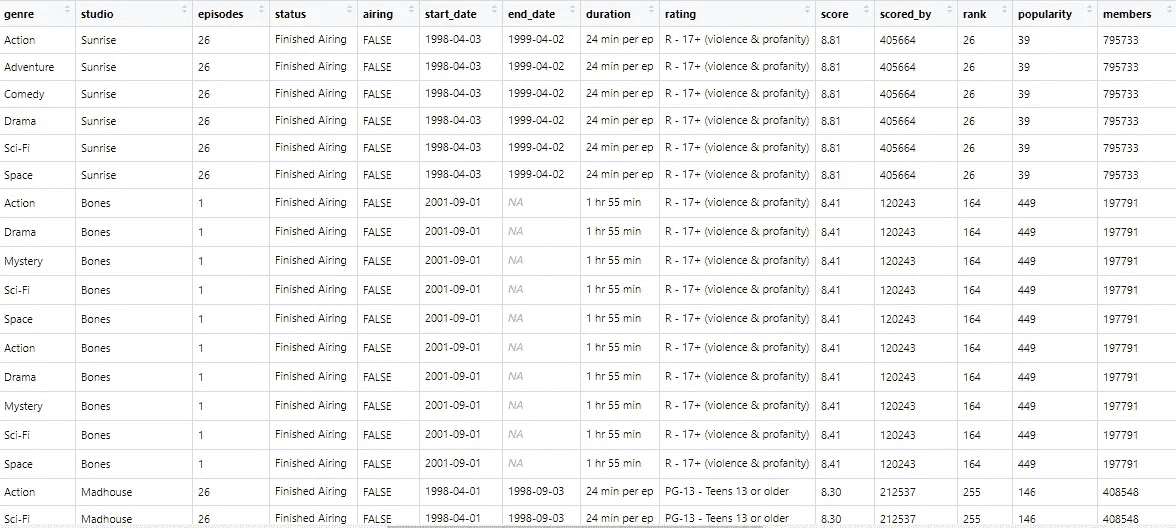 genre studio episodes status airing start_date end_date duration rating score scored_by rank popularity members
Action Sunrise 26 Finished Airing FALSE 1998-04-03 1999-04-02 24 min per ep R - 17+ (violence & profanity) 8.81 405664 26 39 795733
Adventure Sunrise 26 Finished Airing FALSE 1998-04-03 1999-04-02 24 min per ep R - 17+ (violence & profanity) 8.81 405664 26 39 795733
Comedy Sunrise 26 Finished Airing FALSE 1998-04-03 1999-04-02 24 min per ep R - 17+ (violence & profanity) 8.81 405664 26 39 795733
Drama Sunrise 26 Finished Airing FALSE 1998-04-03 1999-04-02 24 min per ep R - 17+ (violence & profanity) 8.81 405664 26 39 795733
Sci-Fi Sunrise 26 Finished Airing FALSE 1998-04-03 1999-04-02 24 min per ep R - 17+ (violence & profanity) 8.81 405664 26 39 795733
Space Sunrise 26 Finished Airing FALSE 1998-04-03 1999-04-02 24 min per ep R - 17+ (violence & profanity) 8.81 405664 26 39 795733
Action Bones 1 Finished Airing FALSE 2001-09-01 NA 1 hr 55 min R - 17+ (violence & profanity) 8.41 120243 164 449 197791
Drama Bones 1 Finished Airing FALSE 2001-09-01 NA 1 hr 55 min R - 17+ (violence & profanity) 8.41 120243 164 449 197791
Mystery Bones 1 Finished Airing FALSE 2001-09-01 NA 1 hr 55 min R - 17+ (violence & profanity) 8.41 120243 164 449 197791
Sci-Fi Bones 1 Finished Airing FALSE 2001-09-01 NA 1 hr 55 min R - 17+ (violence & profanity) 8.41 120243 164 449 197791
Space Bones 1 Finished Airing FALSE 2001-09-01 NA 1 hr 55 min R - 17+ (violence & profanity) 8.41 120243 164 449 197791
Action Bones 1 Finished Airing FALSE 2001-09-01 NA 1 hr 55 min R - 17+ (violence & profanity) 8.41 120243 164 449 197791
Drama Bones 1 Finished Airing FALSE 2001-09-01 NA 1 hr 55 min R - 17+ (violence & profanity) 8.41 120243 164 449 197791
Mystery Bones 1 Finished Airing FALSE 2001-09-01 NA 1 hr 55 min R - 17+ (violence & profanity) 8.41 120243 164 449 197791
Sci-Fi Bones 1 Finished Airing FALSE 2001-09-01 NA 1 hr 55 min R - 17+ (violence & profanity) 8.41 120243 164 449 197791
Space Bones 1 Finished Airing FALSE 2001-09-01 NA 1 hr 55 min R - 17+ (violence & profanity) 8.41 120243 164 449 197791
Action Madhouse 26 Finished Airing FALSE 1998-04-01 1998-09-03 24 min per ep PG-13 - Teens 13 or older 8.30 212537 255 146 408548
Sci-Fi Madhouse 26 Finished Airing FALSE 1998-04-01 1998-09-03 24 min per ep PG-13 - Teens 13 or older 8.30 212537 255 146 408548